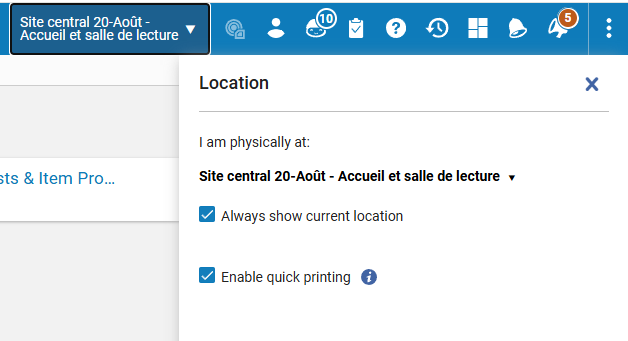 Site central 20-Août -
Accueil et salle de lecture
10
5
Location
I am physically at:
sts & Item Pro...
Site central 20-Août - Accueil et salle de lecture
Always show current location
Enable quick printing